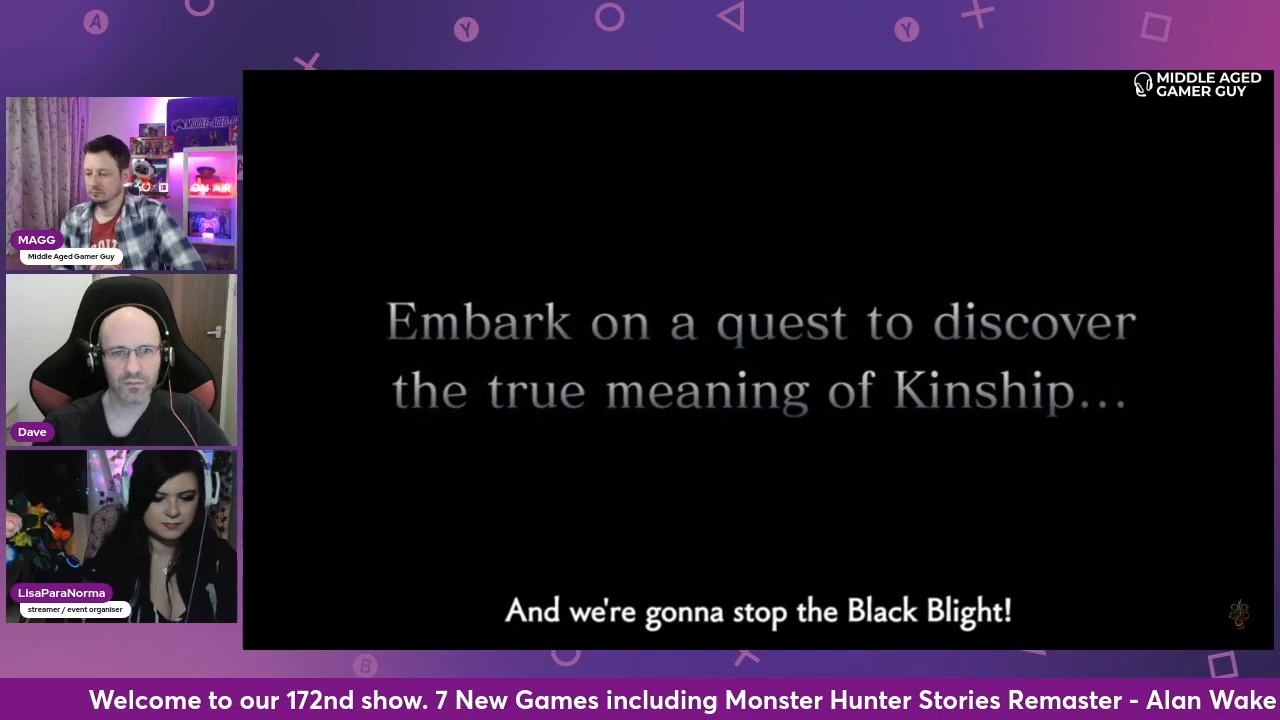 MIDDLE AGED
GAMER GUY
ON AIR
MAGG
Middle Aged Gamer Guy
Dave
LisaParaNorma
streamer / event organiser
Embark on a quest to discover
the true meaning of Kinship...
And we're gonna stop the Black Blight!
Welcome to our 172nd show. 7 New Games including Monster Hunter Stories Remaster - Alan Wake